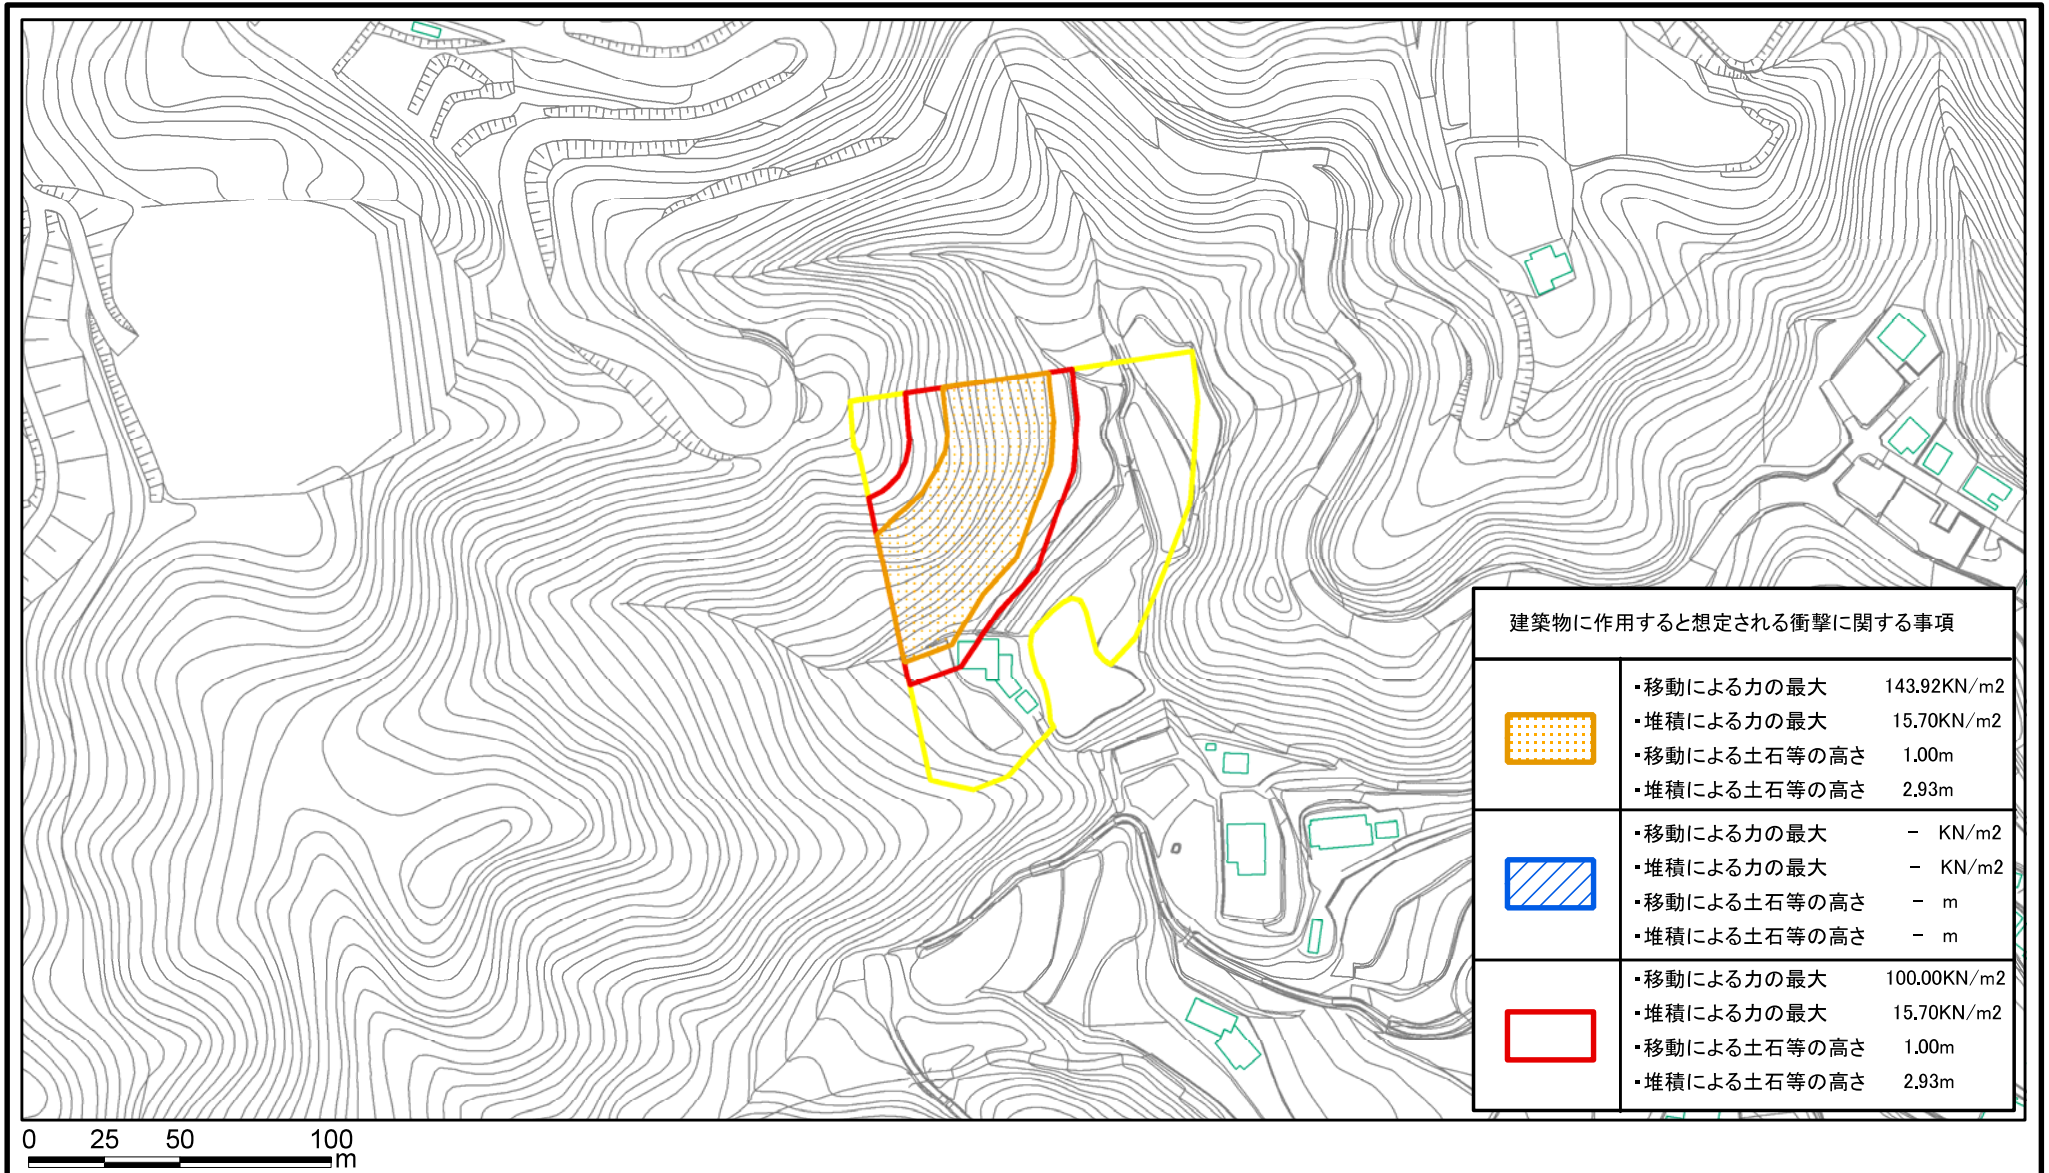 建築物に作用すると想定される衝撃に関する事項
・移動による力の最大 143.92KN/m2
・堆積による力の最大 15.70KN/m2
・移動による土石等の高さ 1.00m
・堆積による土石等の高さ 2.93m
・移動による力の最大 - KN/m2
・堆積による力の最大 - KN/m2
・移動による土石等の高さ - m
・堆積による土石等の高さ - m
・移動による力の最大 100.00KN/m2
・堆積による力の最大 15.70KN/m2
・移動による土石等の高さ 1.00m
・堆積による土石等の高さ 2.93m
0 25 50 100
m